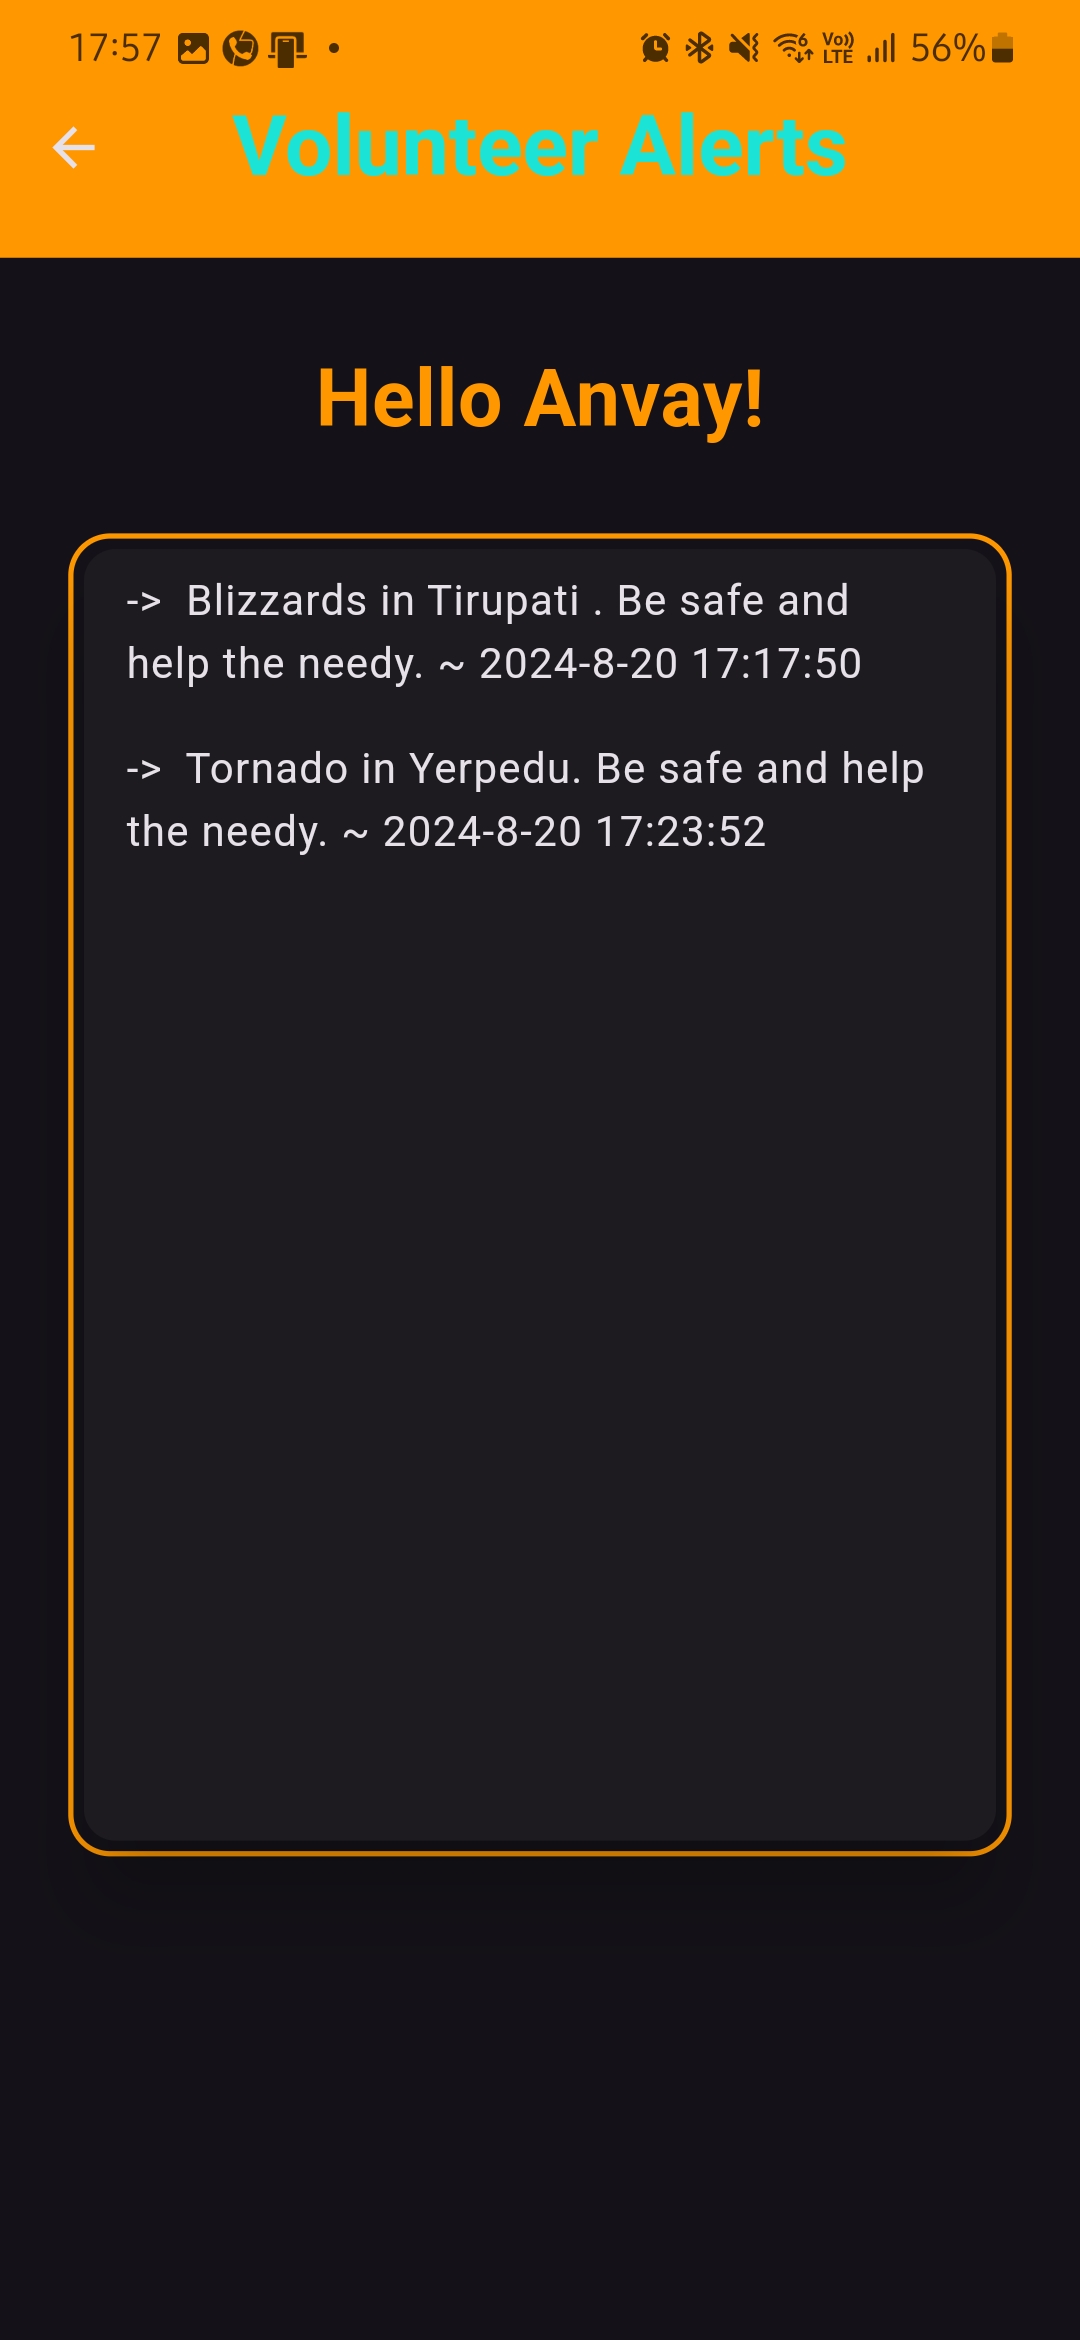 17:57 6 Vo)) LTE 56%
Volunteer Alerts
Hello Anvay!
->  Blizzards in Tirupati . Be safe and
help the needy. ~ 2024-8-20 17:17:50
->  Tornado in Yerpedu. Be safe and help
the needy. ~ 2024-8-20 17:23:52